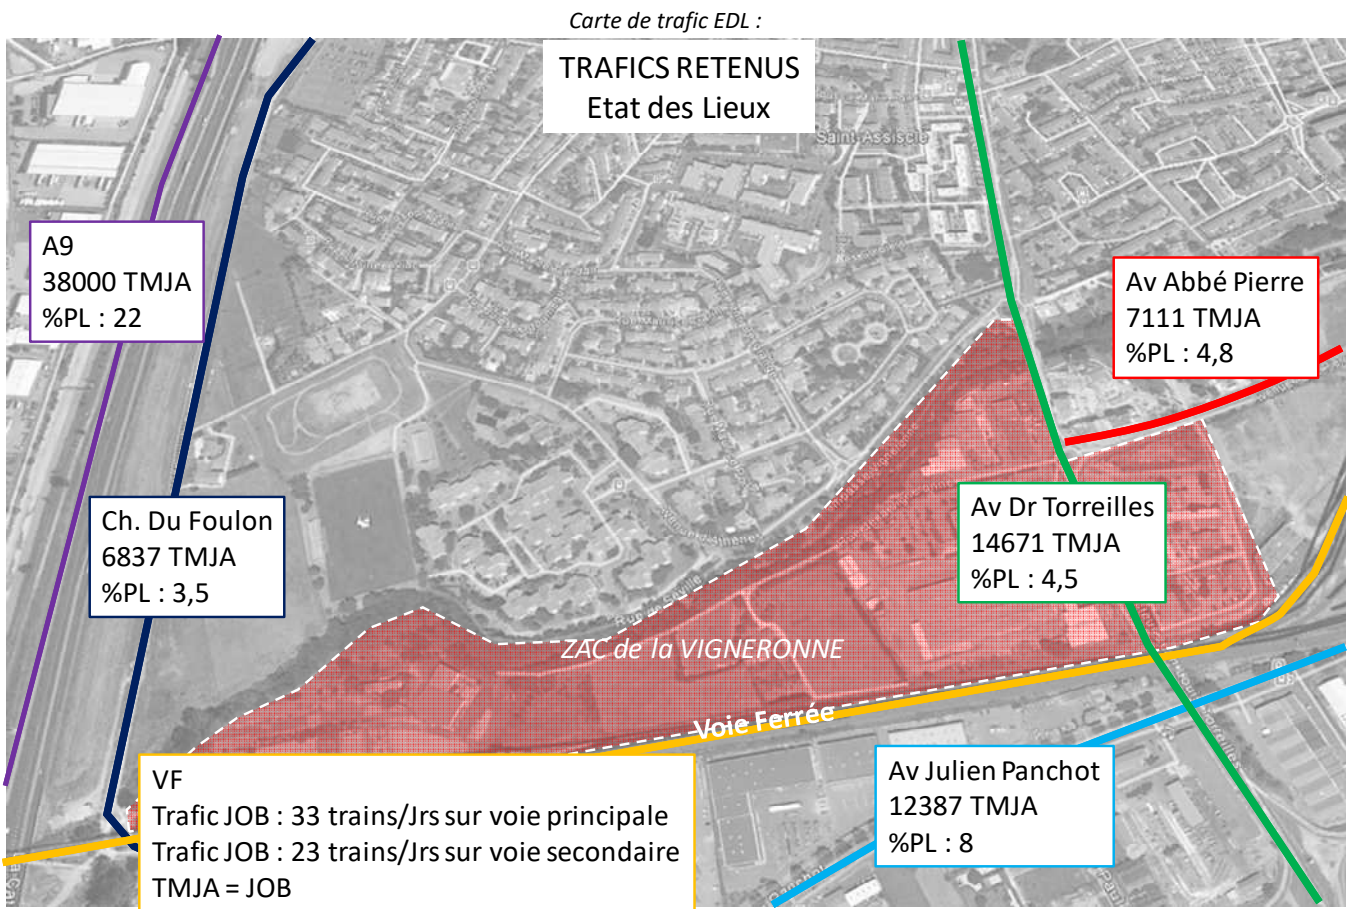 Carte de trafic EDL :
TRAFICS RETENUS
Etat des Lieux
Saint-Assiscle
A9
38000 TMJA
%PL : 22
Av Abbé Pierre
7111 TMJA
%PL : 4,8
Ch. Du Foulon
6837 TMJA
%PL : 3,5
Av Dr Torreilles
14671 TMJA
%PL : 4,5
Rue de Séville
ZAC de la VIGNERONNE
Voie Ferrée
VF
Trafic JOB : 33 trains/Jrs sur voie principale
Trafic JOB : 23 trains/Jrs sur voie secondaire
TMJA = JOB
Av Julien Panchot
12387 TMJA
%PL : 8